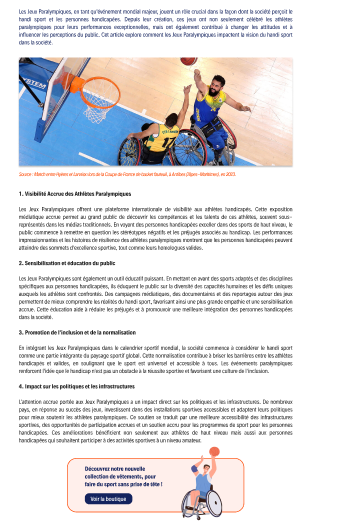 Les Jeux Paralympiques, en tant qu'événement mondial majeur, jouent un rôle crucial dans la façon dont la société perçoit le
handi sport et les personnes handicapées. Depuis leur création, ces jeux ont non seulement célébré les athlètes
paralympiques pour leurs performances exceptionnelles, mais ont également contribué à changer les attitudes et à
influencer les perceptions du public. Cet article explore comment les Jeux Paralympiques impactent la vision du handi sport
dans la société.
SYSTEM
Source : Match entre Hyères et
de la Coupe de France de basket fauteuil, à Antibes (Alpes-Maritimes), en 2023.
1. Visibilité Accrue des Athlètes Paralympiques
Les Jeux Paralympiques offrent une plateforme internationale de visibilité aux athlètes handicapés. Cette exposition
médiatique accrue permet au grand public de découvrir les compétences et les talents de ces athlètes, souvent sous-
représentés dans les médias traditionnels. En voyant des personnes handicapées exceller dans des sports de haut niveau, le
public commence à remettre en question les stéréotypes négatifs et les préjugés associés au handicap. Les performances
impressionnantes et les histoires de résilience des athlètes paralympiques montrent que les personnes handicapées peuvent
atteindre des sommets d'excellence sportive, tout comme leurs homologues valides.
2. Sensibilisation et éducation du public
Les Jeux Paralympiques sont également un outil éducatif puissant. En mettant en avant des sports adaptés et des disciplines
spécifiques aux personnes handicapées, ils éduquent le public sur la diversité des capacités humaines et les défis uniques
auxquels les athlètes sont confrontés. Des campagnes médiatiques, des documentaires et des reportages autour des jeux
permettent de mieux comprendre les réalités du handi sport, favorisant ainsi une plus grande empathie et une sensibilisation
accrue. Cette éducation aide à réduire les préjugés et à promouvoir une meilleure intégration des personnes handicapées
dans la société.
3. Promotion de l'inclusion et de la normalisation
En intégrant les Jeux Paralympiques dans le calendrier sportif mondial, la société commence à considérer le handi sport
comme une partie intégrante du paysage sportif global. Cette normalisation contribue à briser les barrières entre les athlètes
handicapés et valides, en soulignant que le sport est universel et accessible à tous. Les événements paralympiques
renforcent l'idée que le handicap n'est pas un obstacle à la réussite sportive et favorisent une culture de l'inclusion.
4. Impact sur les politiques et les infrastructures
L'attention accrue portée aux Jeux Paralympiques a un impact direct sur les politiques et les infrastructures. De nombreux
pays, en réponse au succès des jeux, investissent dans des installations sportives accessibles et adaptent leurs politiques
pour mieux soutenir les athlètes paralympiques. Ce soutien se traduit par une meilleure accessibilité des infrastructures
sportives, des opportunités de participation accrues et un soutien accru pour les programmes de sport pour les personnes
handicapées. Ces améliorations bénéficient non seulement aux athlètes de haut niveau mais aussi aux personnes
handicapées qui souhaitent participer à des activités sportives à un niveau amateur.
Découvrez notre nouvelle
collection de vêtements, pour
faire du sport sans prise de tête !
Voir la boutique